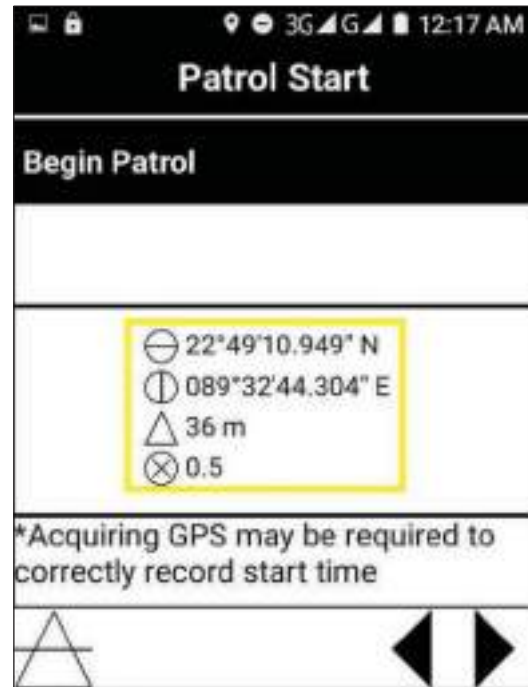 3G G 12:17 AM
Patrol Start
Begin Patrol
22°49'10.949" N
089°32'44.304" E
36 m
0.5
*Acquiring GPS may be required to
correctly record start time